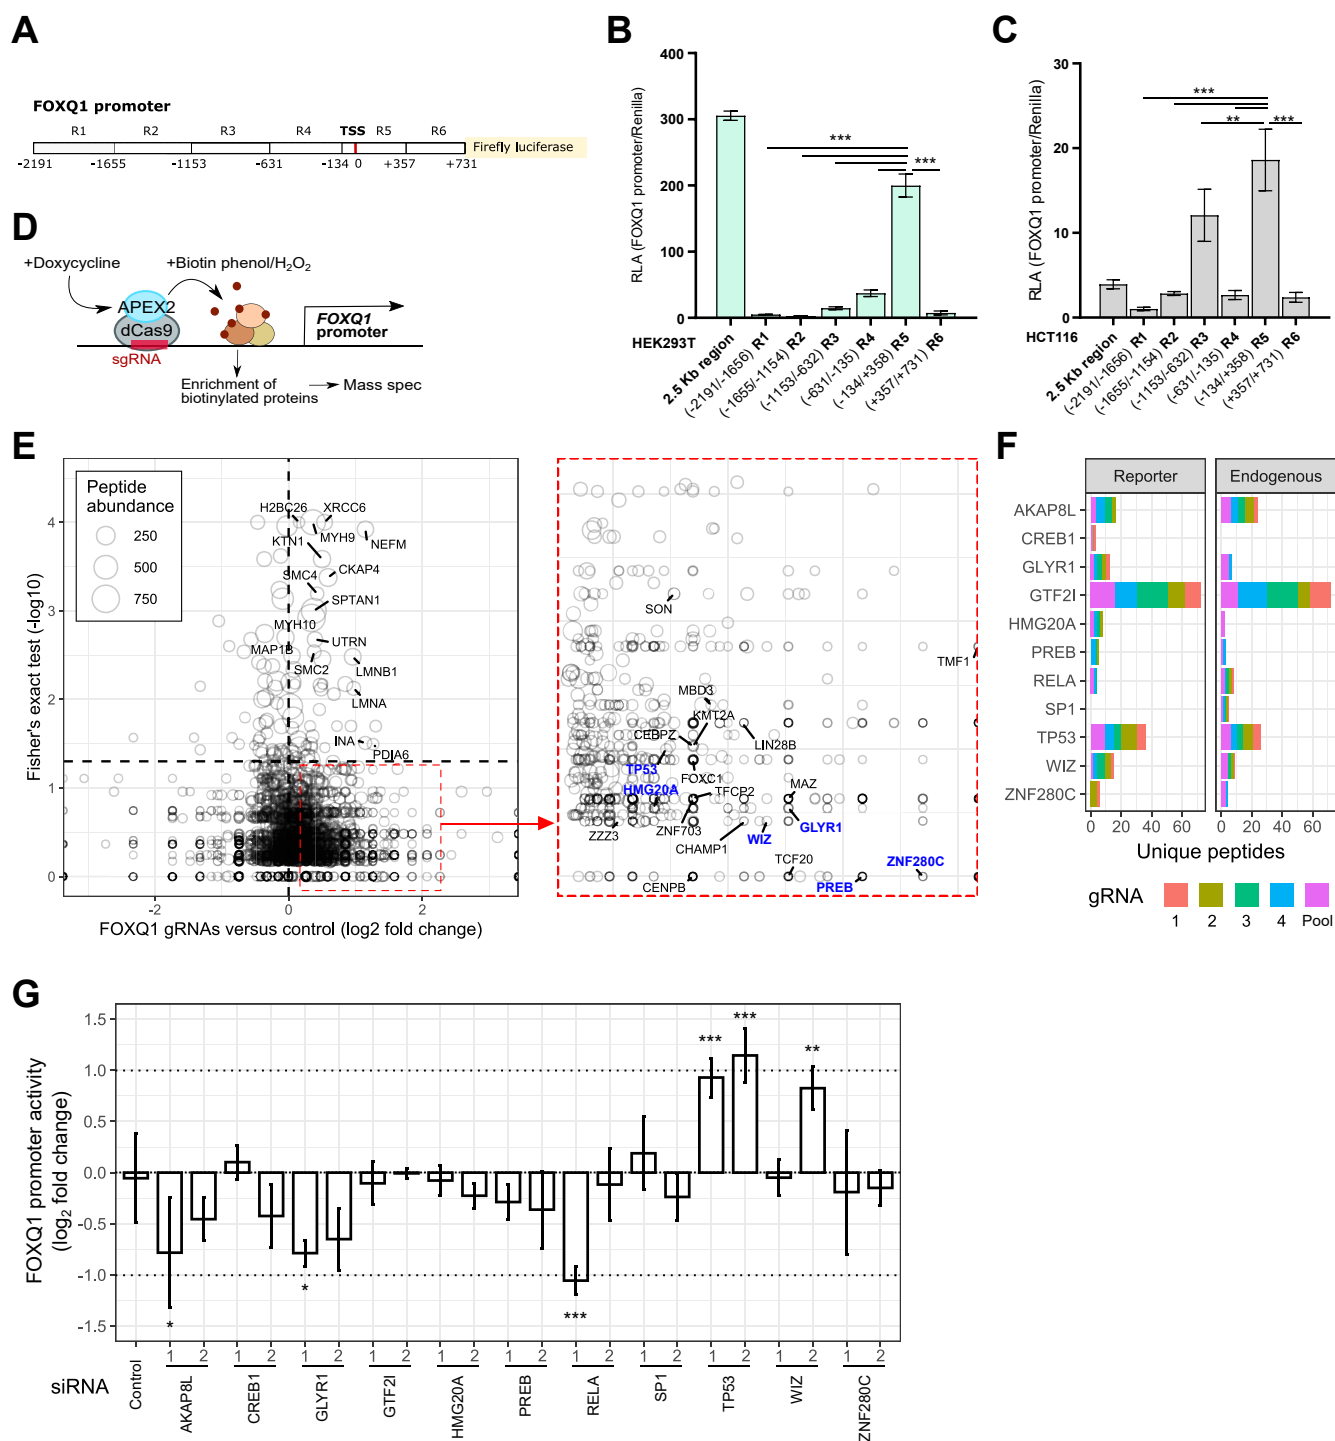 A
FOXQ1 promoter
R1 R2 R3 R4 TSS R5 R6
Firefly luciferase
-2191 -1655 -1153 -631 -134 0 +357 +731
B
RLA (FOXQ1 promoter/Renilla)
400
300
200
100
0
***
***
HEK293T
2.5 Kb region
(-2191/-1656) R1
(-1655/-1154) R2
(-1153/-632) R3
(-631/-135) R4
(-134/+358) R5
(+357/+731) R6
C
RLA (FOXQ1 promoter/Renilla)
30
20
10
0
***
** ***
HCT116
2.5 Kb region
(-2191/-1656) R1
(-1655/-1154) R2
(-1153/-632) R3
(-631/-135) R4
(-134/+358) R5
(+357/+731) R6
D
+Doxycycline
+Biotin phenol/H2O2
APEX2
dCas9
sgRNA
FOXQ1
promoter
Enrichment of
biotinylated proteins
Mass spec
E
Peptide
abundance
250
500
750
Fisher's exact test (-log10)
4
3
2
1
0
H2BC26
XRCC6
KTN1
MYH9
NEFM
SMC4
CKAP4
SPTAN1
MYH10
MAP1B
UTRN
SMC2
LMNB1
LMNA
INA
PDIA6
-2 0 2
FOXQ1 gRNAs versus control (log2 fold change)
SON
TMF1
MBD3
KMT2A
CEBPZ
LIN28B
TP53
FOXC1
HMG20A
TFCP2
MAZ
ZZZ3
ZNF703
GLYR1
CHAMP1
WIZ
TCF20
ZNF280C
CENPB
PREB
F
Reporter Endogenous
AKAP8L
CREB1
GLYR1
GTF2I
HMG20A
PREB
RELA
SP1
TP53
WIZ
ZNF280C
0 20 40 60 0 20 40 60
Unique peptides
gRNA
1 2 3 4 Pool
G
FOXQ1 promoter activity
(log2 fold change)
1.5
1.0
0.5
0.0
-0.5
-1.0
-1.5
*
*
***
***
***
**
1 2 1 2 1 2 1 2 1 2 1 2 1 2 1 2 1 2 1 2 1 2
siRNA
Control
AKAP8L
CREB1
GLYR1
GTF2I
HMG20A
PREB
RELA
SP1
TP53
WIZ
ZNF280C